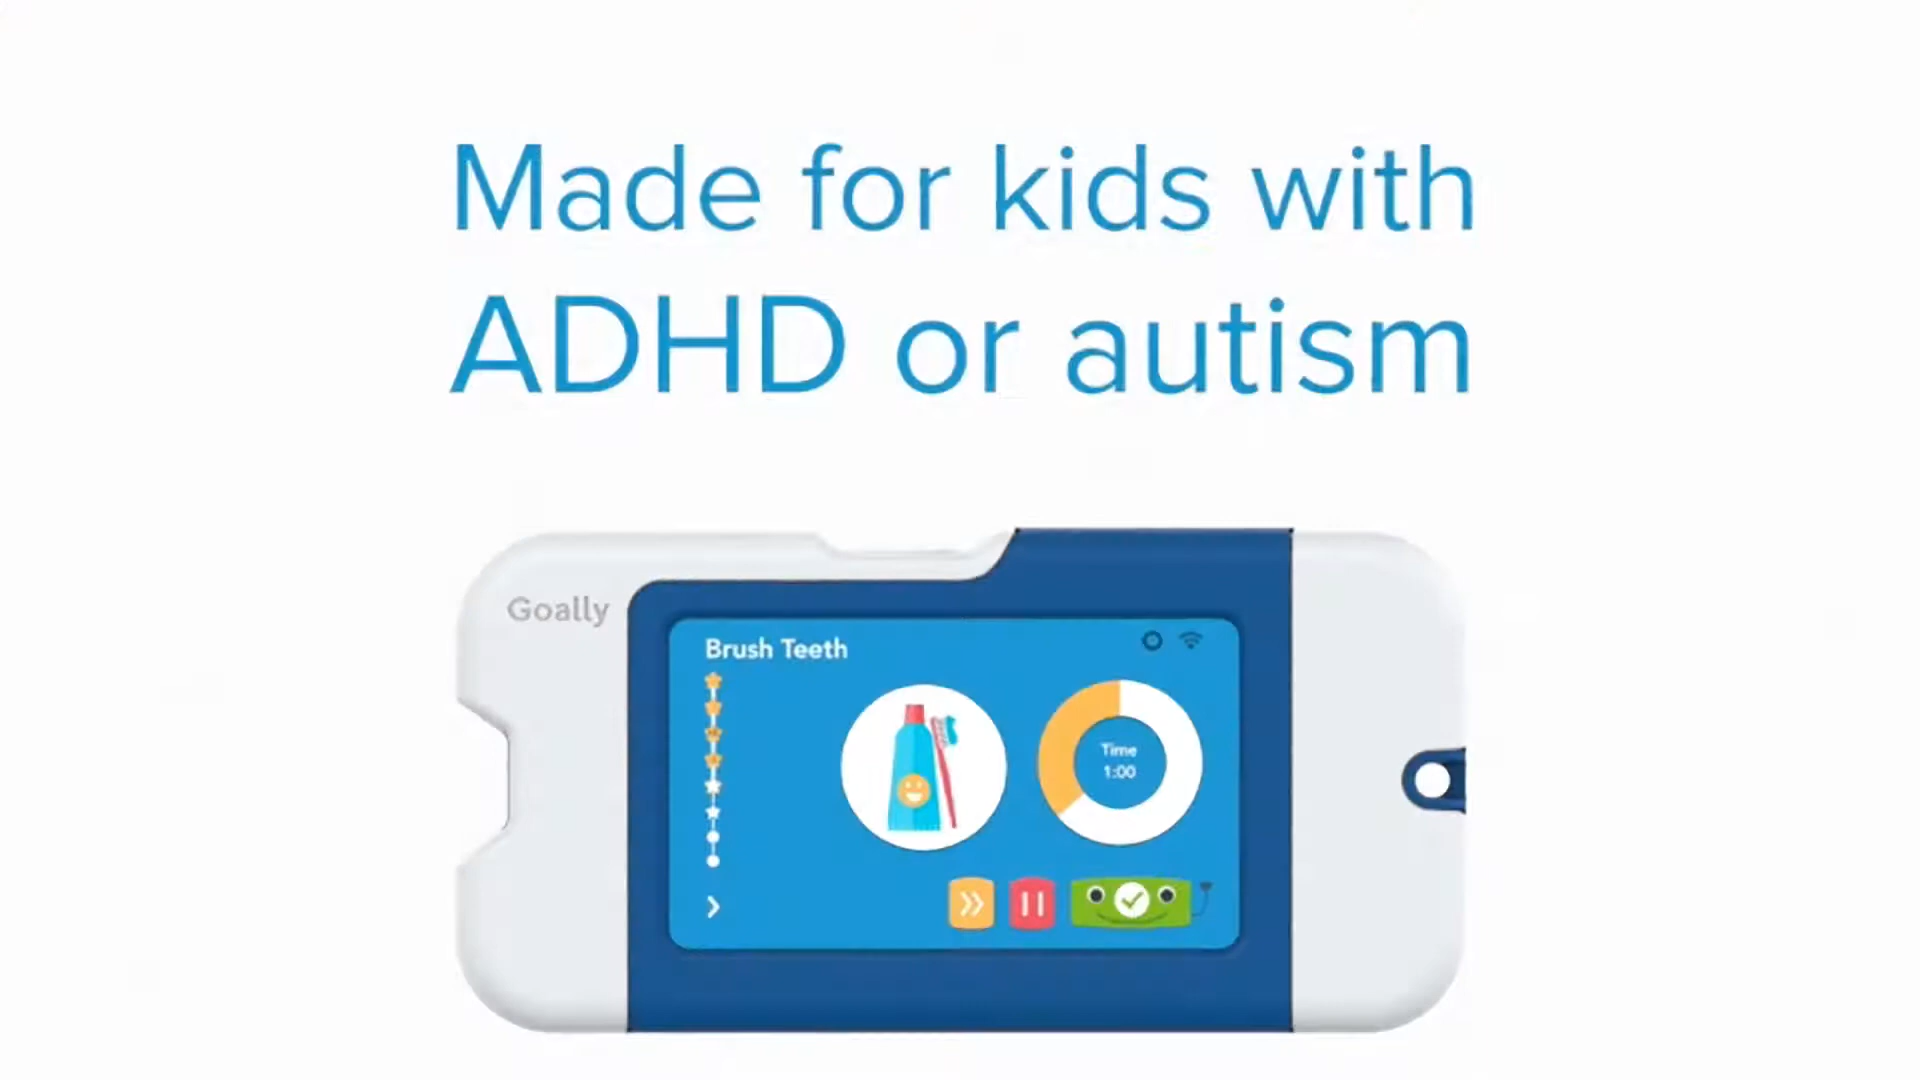 Made for kids with
ADHD or autism
Goally
Brush Teeth
Time
1:00